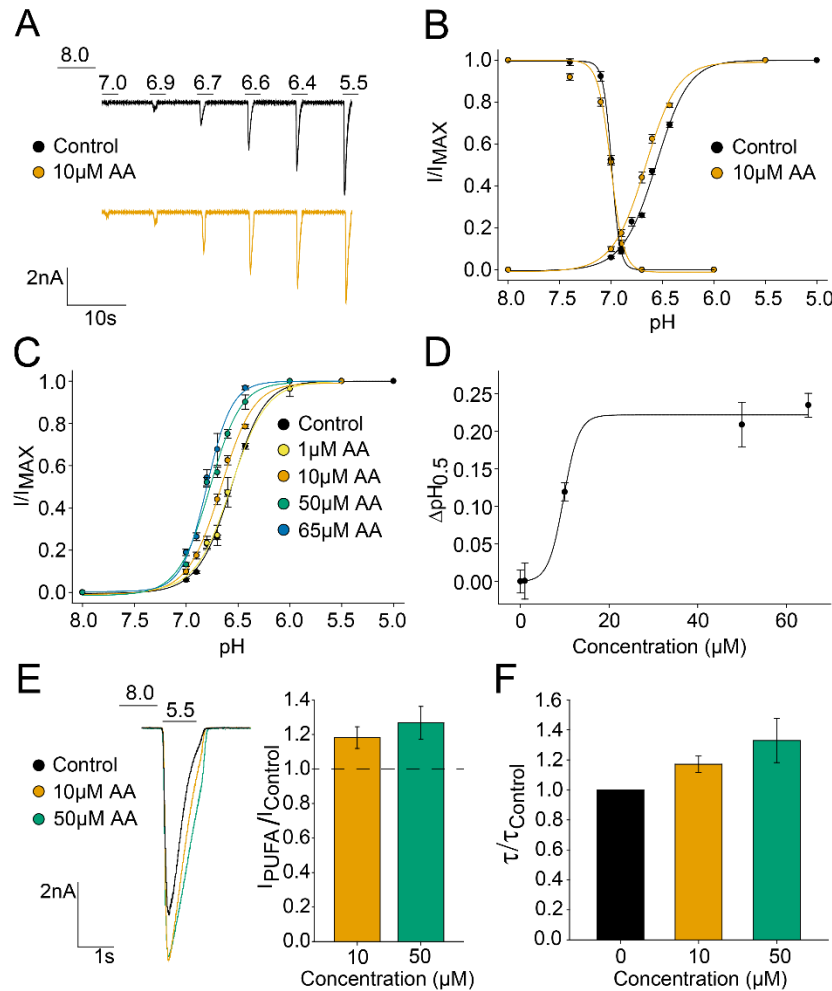 A
8.0
7.0 6.9 6.7 6.6 6.4 5.5
Control
10µM AA
2nA
10s
B
I/IMAX
1.0
0.8
0.6
0.4
0.2
0.0
Control
10µM AA
8.0 7.5 7.0 6.5 6.0 5.5 5.0
pH
C
I/IMAX
1.0
0.8
0.6
0.4
0.2
0.0
Control
1µM AA
10µM AA
50µM AA
65µM AA
8.0 7.5 7.0 6.5 6.0 5.5 5.0
pH
D
ΔpH0.5
0.25
0.20
0.15
0.10
0.05
0.00
0 20 40 60
Concentration (µM)
E
8.0
5.5
Control
10µM AA
50µM AA
2nA
1s
IPUFA/IControl
1.4
1.2
1.0
0.8
0.6
0.4
0.2
0.0
10 50
Concentration (µM)
F
τ/τControl
1.6
1.4
1.2
1.0
0.8
0.6
0.4
0.2
0.0
0 10 50
Concentration (µM)